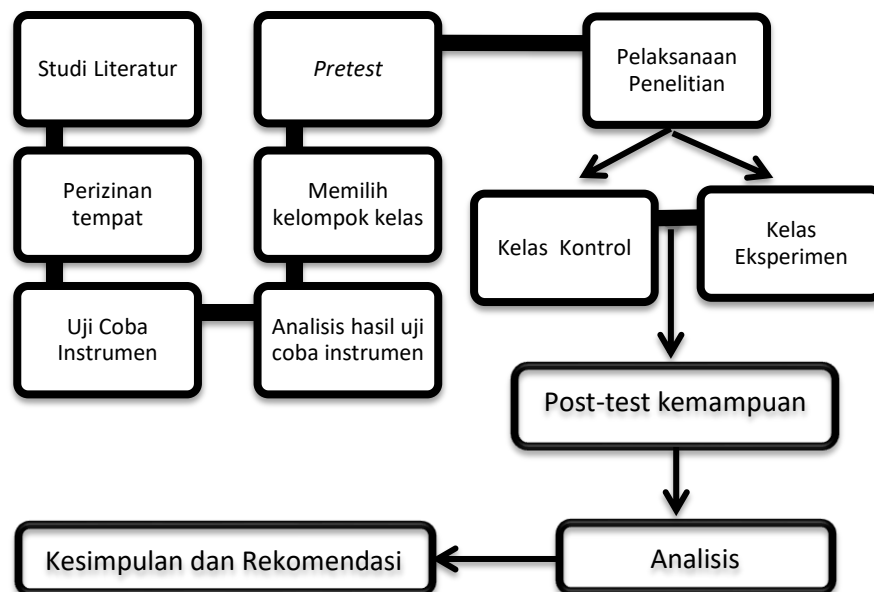 Studi Literatur
Perizinan
tempat
Uji Coba
Instrumen
Analisis hasil uji
coba instrumen
Memilih
kelompok kelas
Pretest
Pelaksanaan
Penelitian
Kelas Kontrol
Kelas
Eksperimen
Post-test kemampuan
Analisis
Kesimpulan dan Rekomendasi